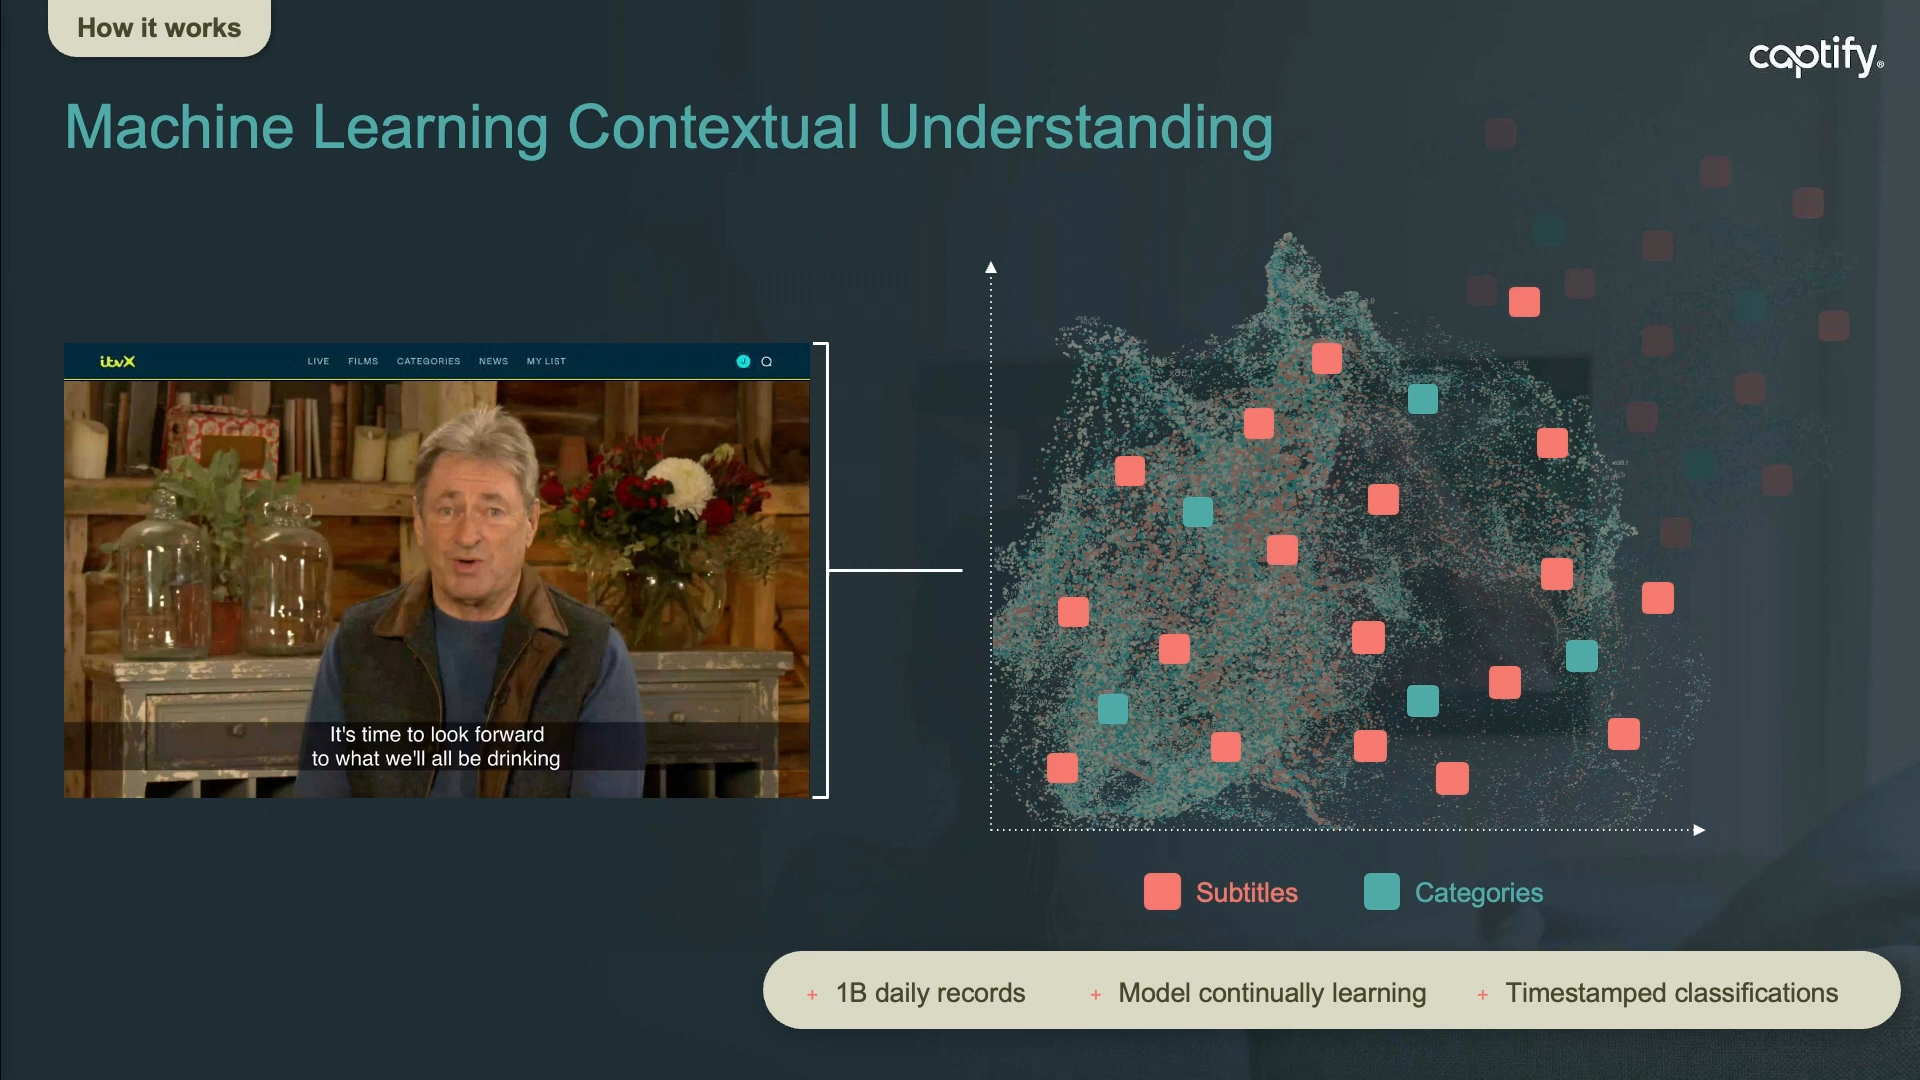 How it works
captify®
Machine Learning Contextual Understanding
itvX
LIVE FILMS CATEGORIES NEWS MY LIST
J
It's time to look forward
to what we'll all be drinking
Subtitles
Categories
+ 1B daily records + Model continually learning + Timestamped classifications